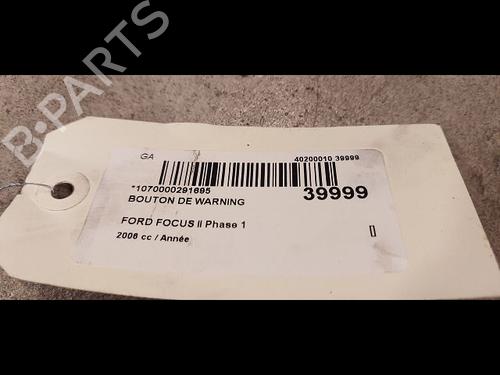 B-PARTS
GA
40200010 39999
*1070000291695
39999
BOUTON DE WARNING
FORD FOCUS II Phase 1
2006 cc / Année